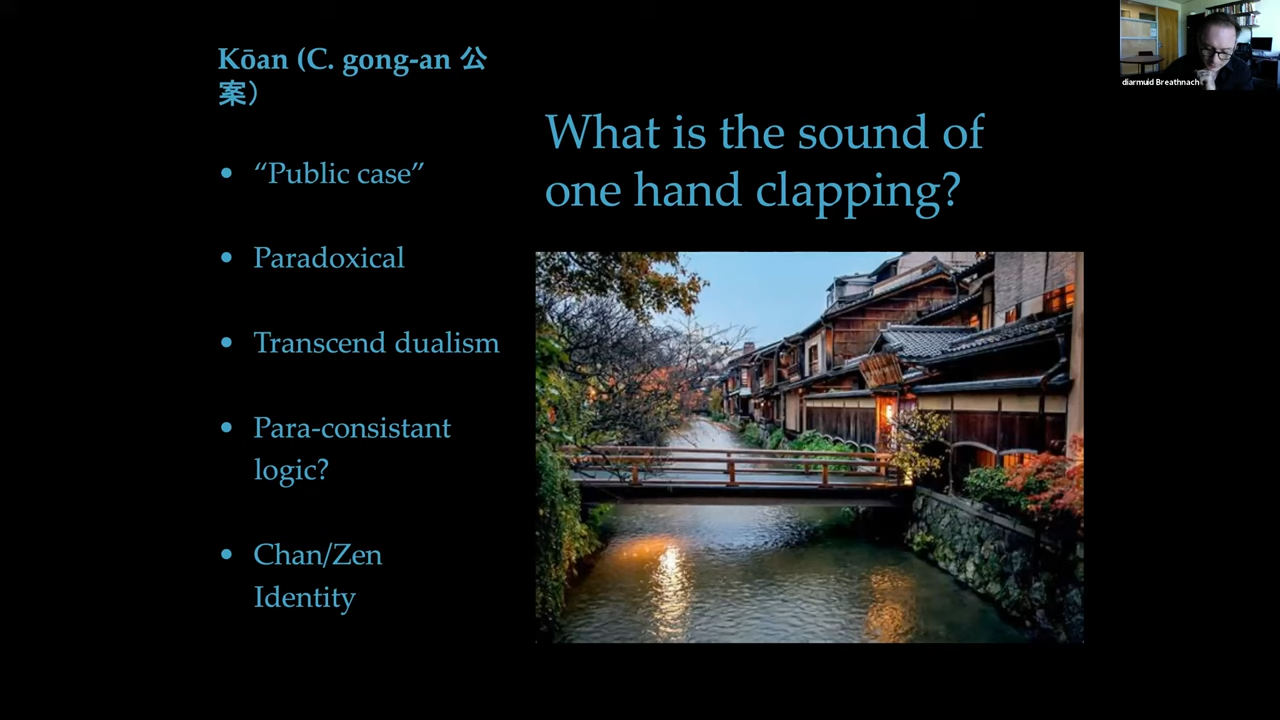 Kōan (C. gong-an 公
案）
• “Public case”
• Paradoxical
• Transcend dualism
• Para-consistant
logic?
• Chan/Zen
Identity
What is the sound of
one hand clapping?
diarmuid Breathnach